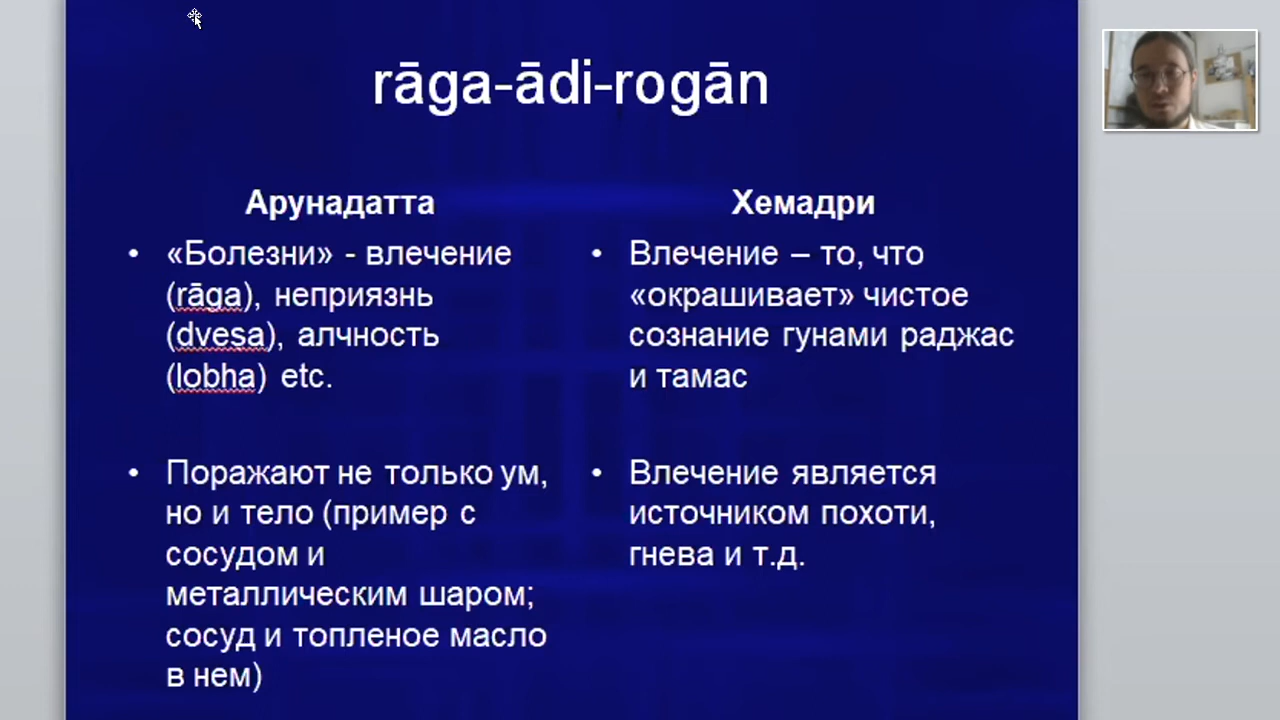 rāga-ādi-rogān
Арунадатта
• «Болезни» - влечение
(rāga), неприязнь
(dveṣa), алчность
(lobha) etc.
• Поражают не только ум,
но и тело (пример с
сосудом и
металлическим шаром;
сосуд и топленое масло
в нем)
Хемадри
• Влечение – то, что
«окрашивает» чистое
сознание гунами раджас
и тамас
• Влечение является
источником похоти,
гнева и т.д.